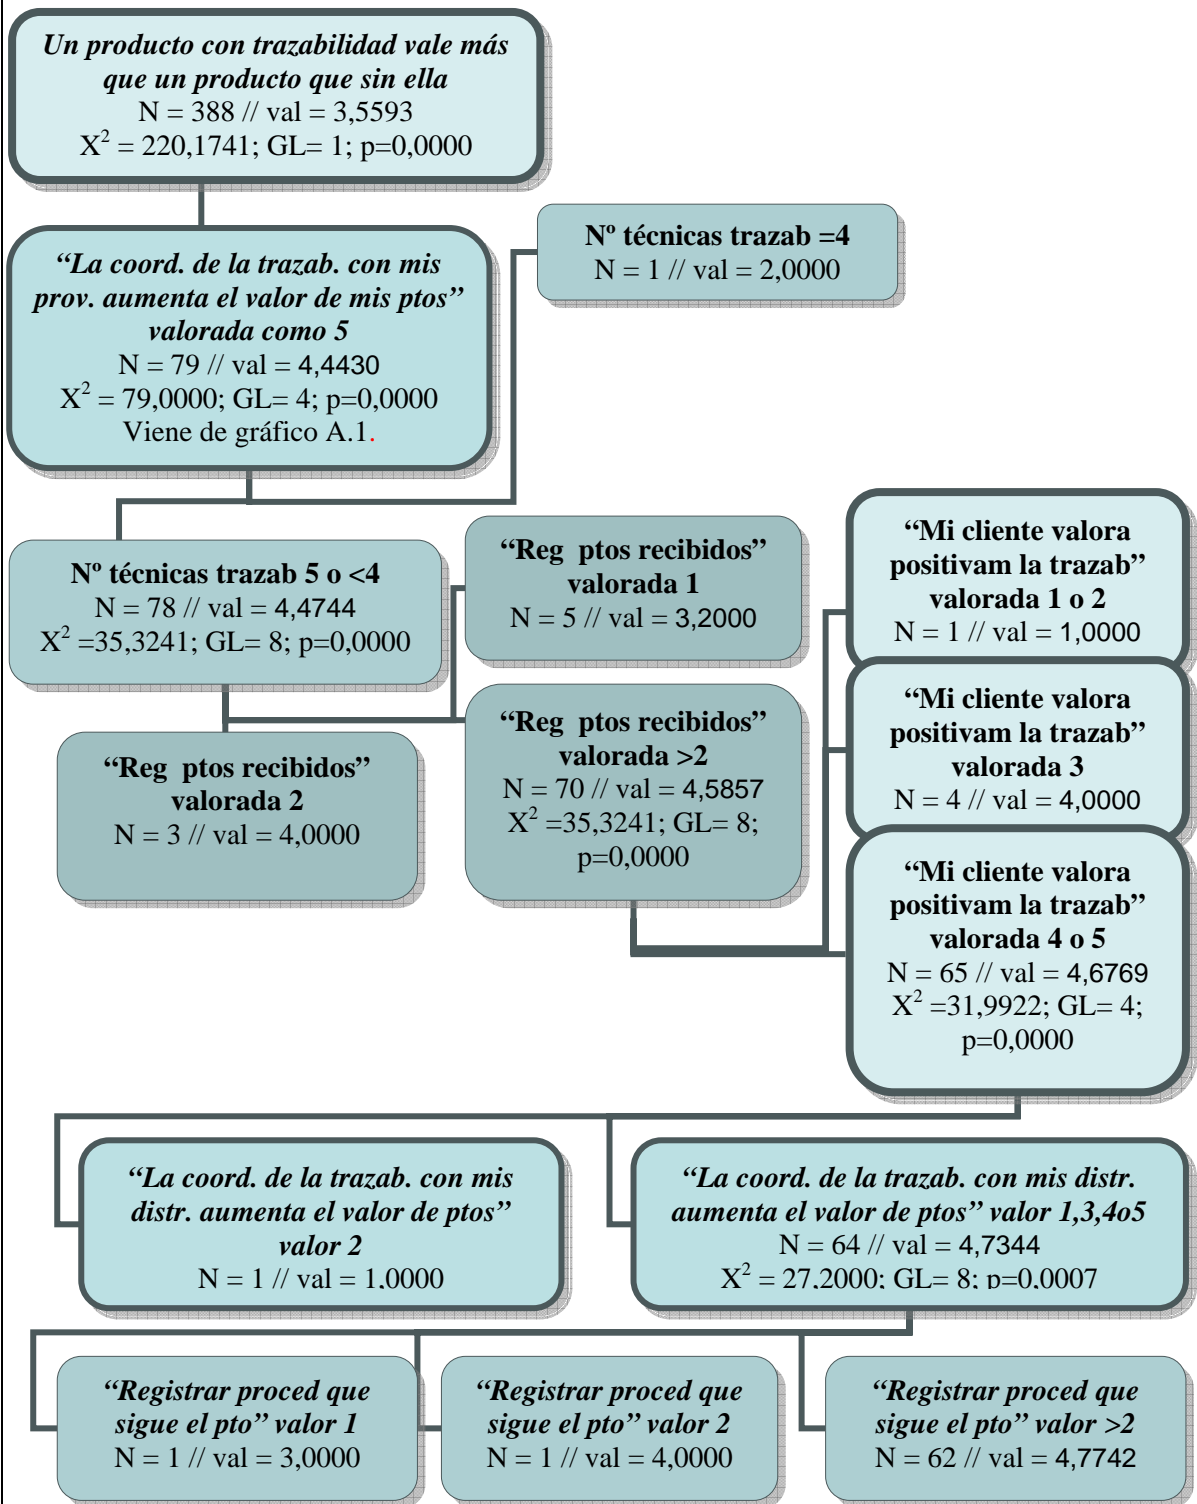 Un producto con trazabilidad vale más
que un producto que sin ella
N = 388 // val = 3,5593
X² = 220,1741; GL= 1; p=0,0000
“La coord. de la trazab. con mis
prov. aumenta el valor de mis ptos”
valorada como 5
N = 79 // val = 4,4430
X² = 79,0000; GL= 4; p=0,0000
Viene de gráfico A.1.
Nº técnicas trazab =4
N = 1 // val = 2,0000
Nº técnicas trazab 5 o <4
N = 78 // val = 4,4744
X² =35,3241; GL= 8; p=0,0000
“Reg ptos recibidos”
valorada 1
N = 5 // val = 3,2000
“Reg ptos recibidos”
valorada 2
N = 3 // val = 4,0000
“Reg ptos recibidos”
valorada >2
N = 70 // val = 4,5857
X² =35,3241; GL= 8;
p=0,0000
“Mi cliente valora
positivam la trazab”
valorada 1 o 2
N = 1 // val = 1,0000
“Mi cliente valora
positivam la trazab”
valorada 3
N = 4 // val = 4,0000
“Mi cliente valora
positivam la trazab”
valorada 4 o 5
N = 65 // val = 4,6769
X² =31,9922; GL= 4;
p=0,0000
“La coord. de la trazab. con mis
distr. aumenta el valor de ptos”
valor 2
N = 1 // val = 1,0000
“La coord. de la trazab. con mis distr.
aumenta el valor de ptos” valor 1,3,4o5
N = 64 // val = 4,7344
X² = 27,2000; GL= 8; p=0,0007
“Registrar proced que
sigue el pto” valor 1
N = 1 // val = 3,0000
“Registrar proced que
sigue el pto” valor 2
N = 1 // val = 4,0000
“Registrar proced que
sigue el pto” valor >2
N = 62 // val = 4,7742